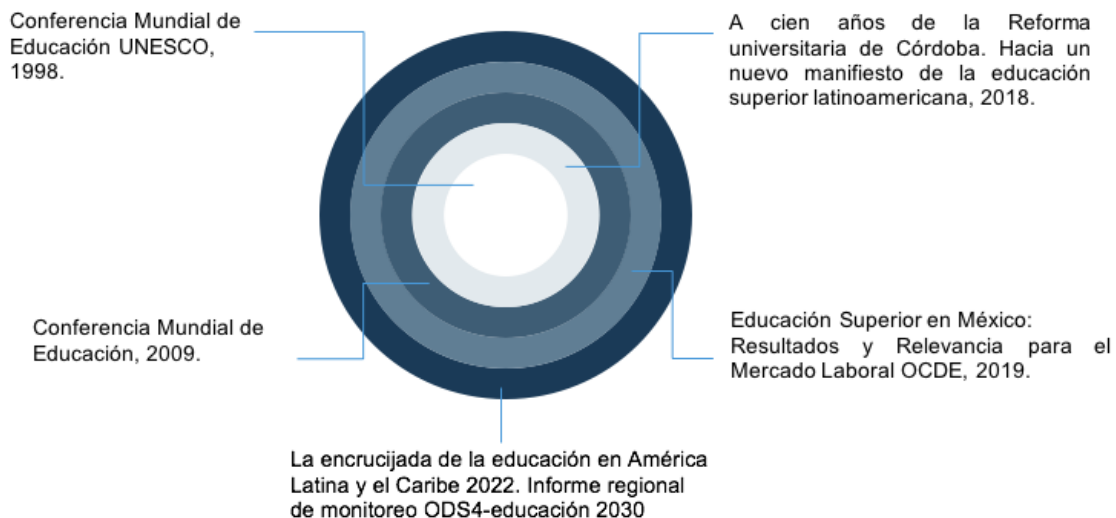 Conferencia Mundial de
Educación UNESCO,
1998.
A cien años de la Reforma
universitaria de Córdoba. Hacia un
nuevo manifiesto de la educación
superior latinoamericana, 2018.
Conferencia Mundial de
Educación, 2009.
Educación Superior en México:
Resultados y Relevancia para el
Mercado Laboral OCDE, 2019.
La encrucijada de la educación en América
Latina y el Caribe 2022. Informe regional
de monitoreo ODS4-educación 2030